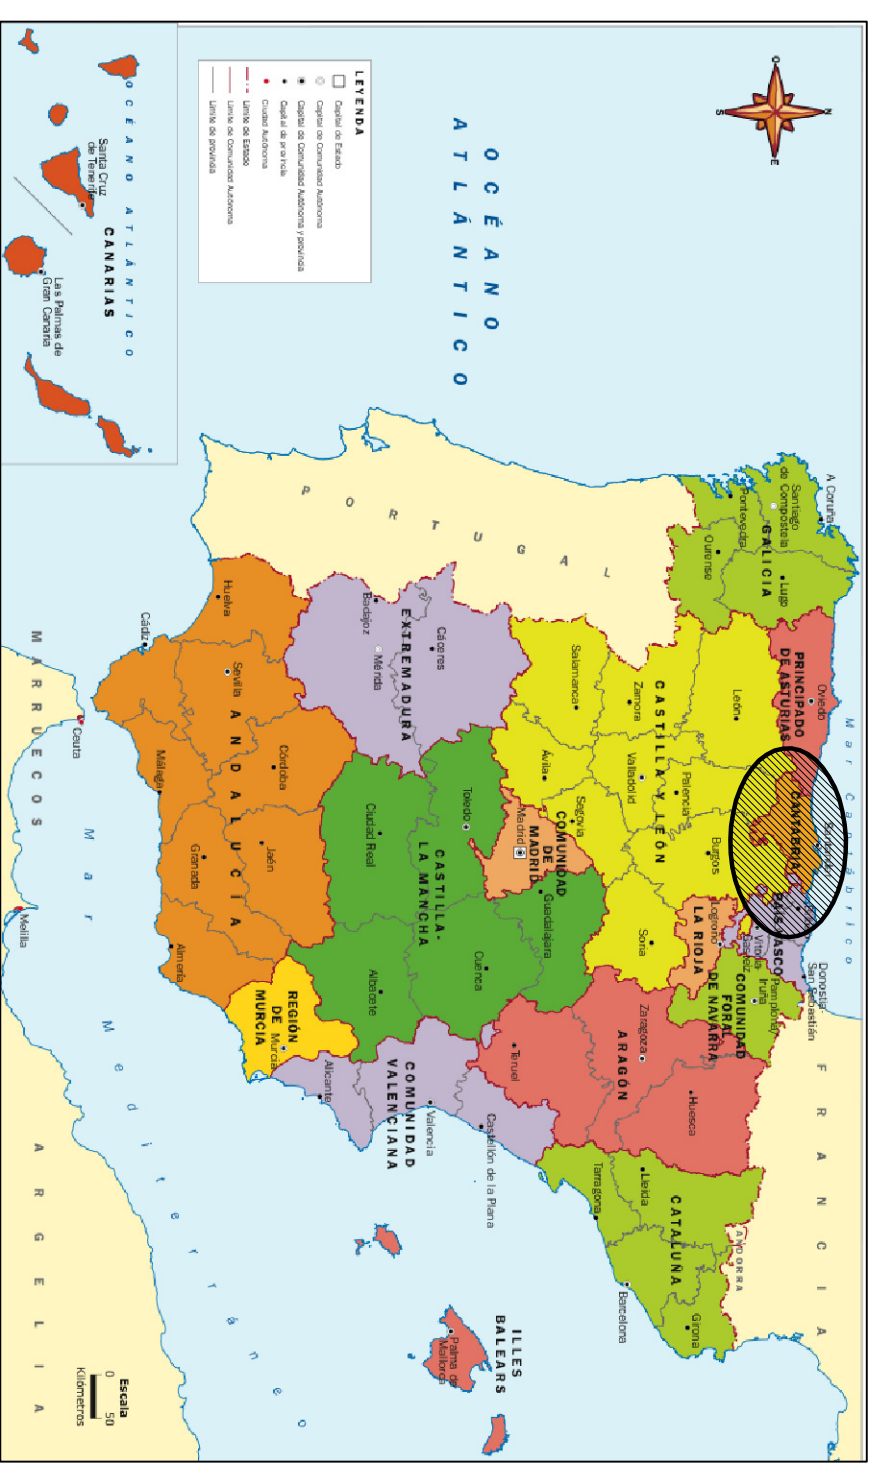 O
N
S
E
LEYENDA
Capital de Estado
Capital de Comunidad Autónoma
Capital de Comunidad Autónoma y provincia
Capital de provincia
Ciudad Autónoma
Límite de Estado
Límite de Comunidad Autónoma
Límite de provincia
OCÉANO
ATLÁNTICO
OCÉANO ATLÁNTICO
CANARIAS
Santa Cruz
de Tenerife
Las Palmas de
Gran Canaria
Mar Cantábrico
A Coruña
Santiago
de Compostela
Lugo
GALICIA
Pontevedra
Ourense
Oviedo
PRINCIPADO
DE ASTURIAS
Santander
CANTABRIA
PAÍS VASCO
Donostia-
San Sebastián
Vitoria
Gasteiz
Pamplona/
Iruña
COMUNIDAD
FORAL
DE NAVARRA
Logroño
LA RIOJA
FRANCIA
ANDORRA
León
Burgos
Palencia
CASTILLA Y LEÓN
Zamora
Valladolid
Soria
Salamanca
Segovia
Ávila
Huesca
Zaragoza
ARAGÓN
Teruel
Girona
CATALUÑA
Lleida
Barcelona
Tarragona
COMUNIDAD
DE
MADRID
Madrid
Guadalajara
PORTUGAL
Cáceres
EXTREMADURA
Mérida
Badajoz
Toledo
CASTILLA-
LA MANCHA
Cuenca
Ciudad Real
Albacete
Castellón de la Plana
Valencia
COMUNIDAD
VALENCIANA
Alicante
ILLES
BALEARS
Palma de
Mallorca
REGIÓN
DE
MURCIA
Murcia
Huelva
Sevilla
Córdoba
Jaén
ANDALUCÍA
Granada
Málaga
Almería
Cádiz
Ceuta
Melilla
Mar Mediterráneo
MARRUECOS
ARGELIA
Escala
0 50
Kilómetros